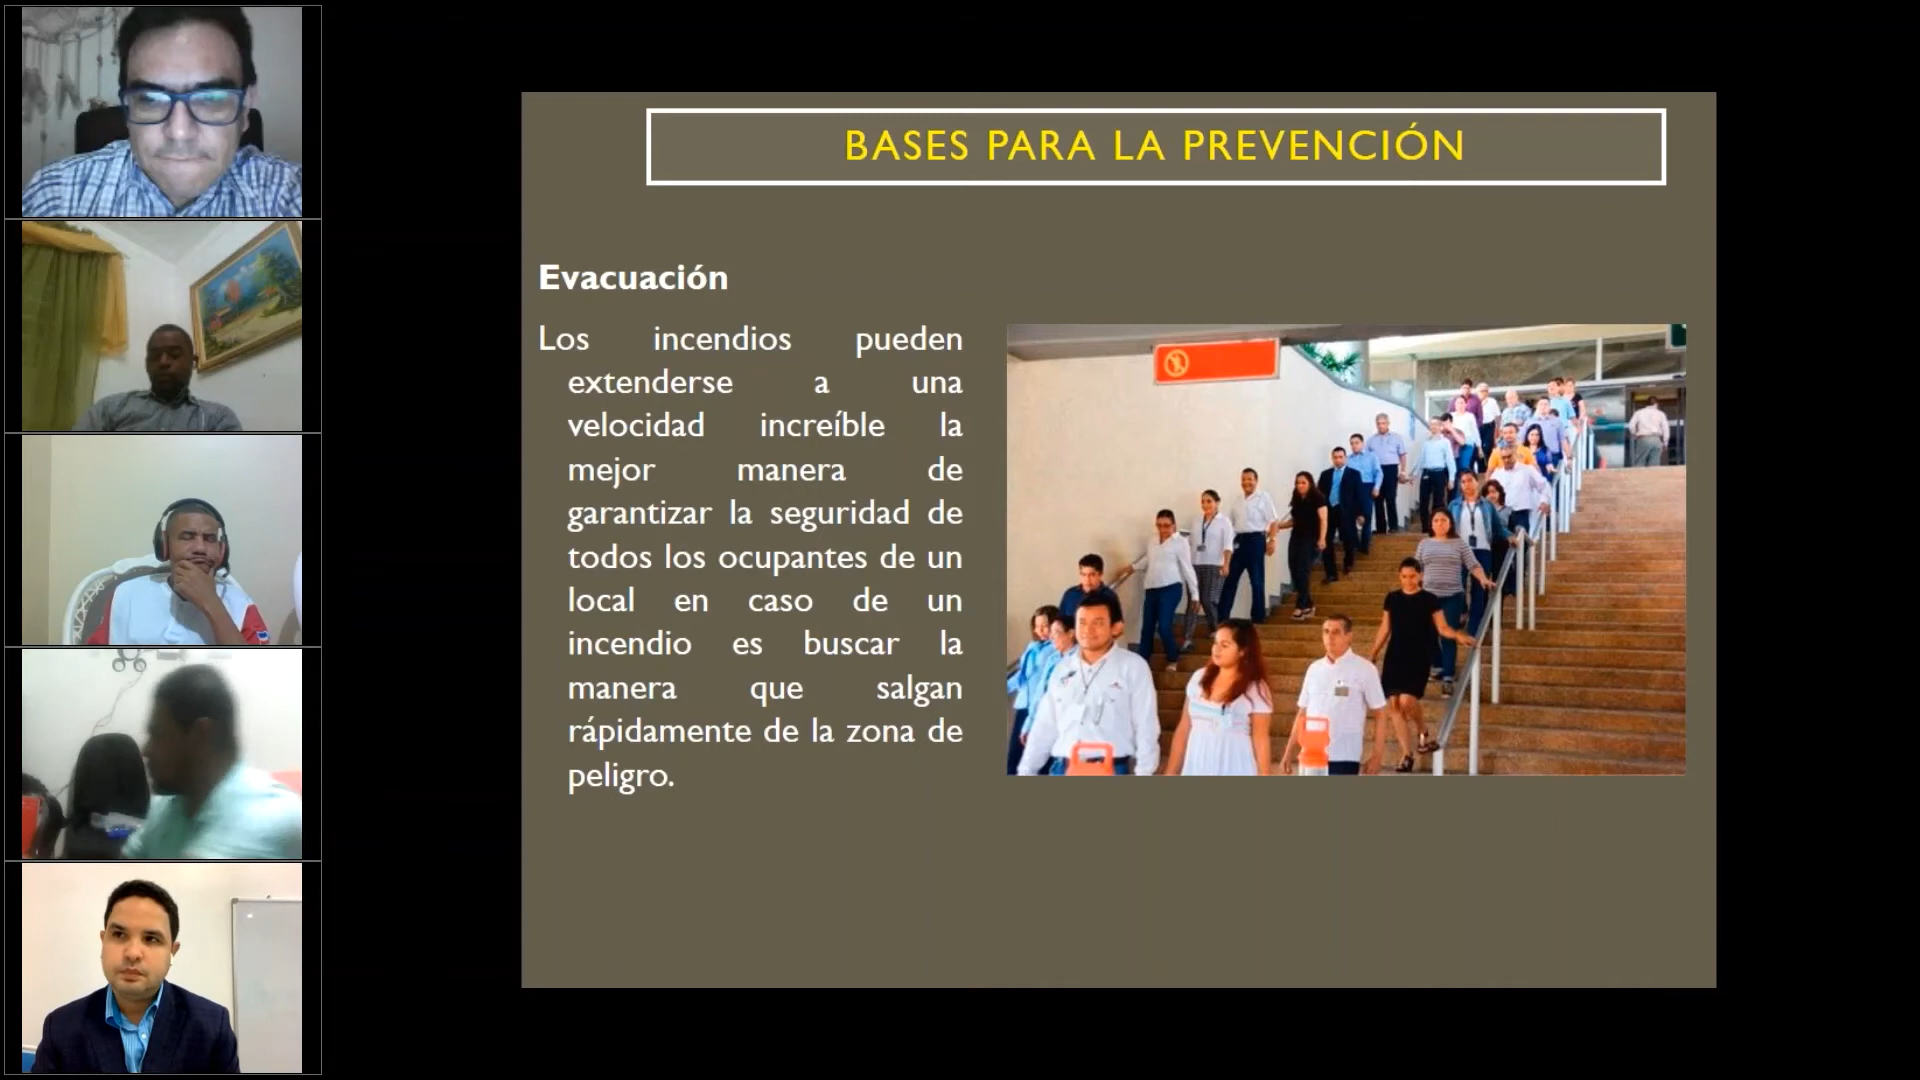 BASES PARA LA PREVENCIÓN
Evacuación
Los incendios pueden
extenderse a una
velocidad increíble la
mejor manera de
garantizar la seguridad de
todos los ocupantes de un
local en caso de un
incendio es buscar la
manera que salgan
rápidamente de la zona de
peligro.